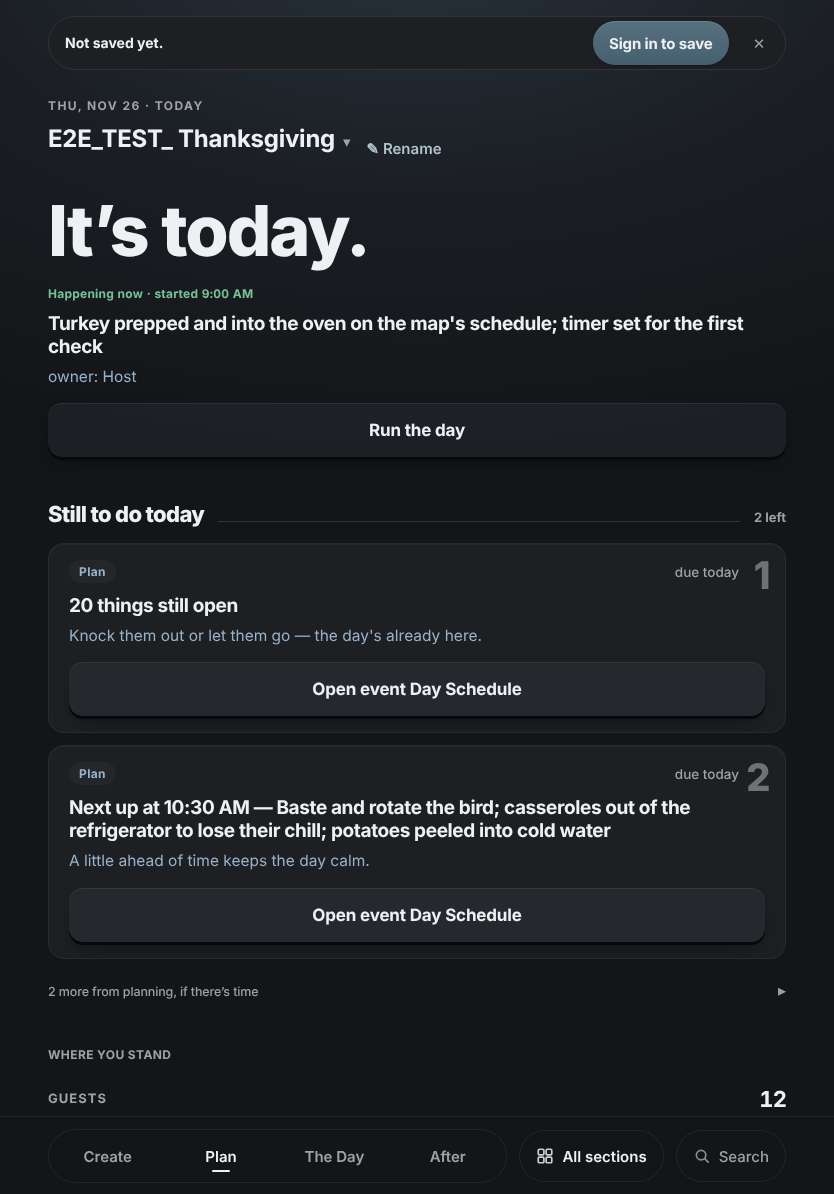 Not saved yet.
Sign in to save
×
THU, NOV 26 · TODAY
E2E_TEST_ Thanksgiving ▾
✎ Rename
It’s today.
Happening now · started 9:00 AM
Turkey prepped and into the oven on the map's schedule; timer set for the first
check
owner: Host
Run the day
Still to do today
2 left
Plan
due today
1
20 things still open
Knock them out or let them go — the day's already here.
Open event Day Schedule
Plan
due today
2
Next up at 10:30 AM — Baste and rotate the bird; casseroles out of the
refrigerator to lose their chill; potatoes peeled into cold water
A little ahead of time keeps the day calm.
Open event Day Schedule
2 more from planning, if there’s time
▶
WHERE YOU STAND
GUESTS
12
Create
Plan
The Day
After
All sections
Search